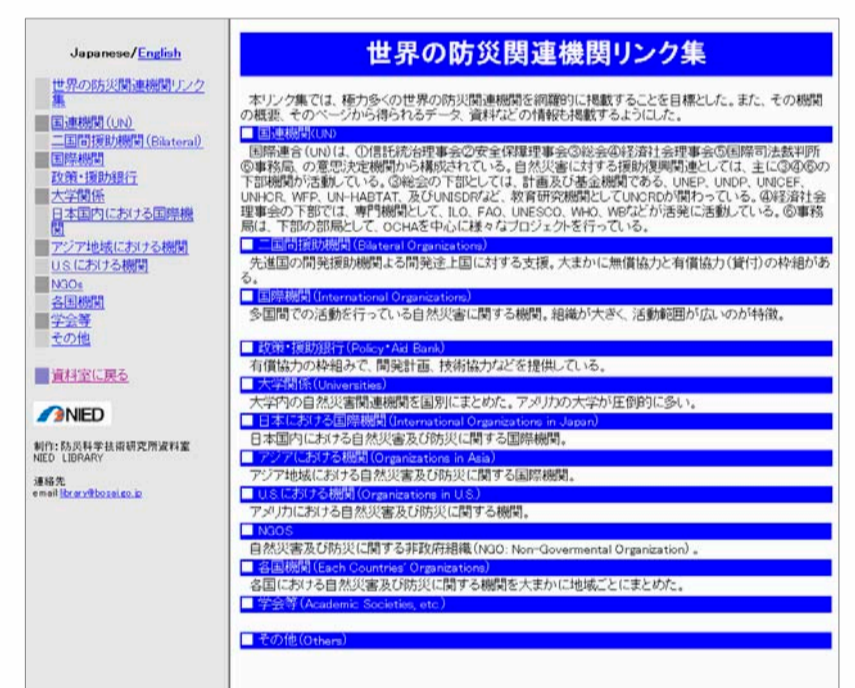 Japanese/English
世界の防災関連機関リンク
集
国連機関(UN)
二国間援助機関(Bilateral)
国際機関
政策・援助銀行
大学関係
日本国内における国際機
関
アジア地域における機関
U.S.における機関
NGOs
各国機関
学会等
その他
資料室に戻る
NIED
制作:防災科学技術研究所資料室
NIED LIBRARY
連絡先
email library@bosai.go.jp
世界の防災関連機関リンク集
本リンク集では、極力多くの世界の防災関連機関を網羅的に掲載することを目標とした。また、その機関
の概要、そのページから得られるデータ、資料などの情報も掲載するようにした。
国連機関(UN)
国際連合(UN)は、①信託統治理事会②安全保障理事会③総会④経済社会理事会⑤国際司法裁判所
⑥事務局、の意思決定機関から構成されている。自然災害に対する援助復興関連としては、主に③④⑥の
下部機関が活動している。③総会の下部としては、計画及び基金機関である、UNEP、UNDP、UNICEF、
UNHCR、WFP、UN-HABTAT、及びUNISDRなど、教育研究機関としてUNCRDが関わっている。④経済社会
理事会の下部では、専門機関として、ILO、FAO、UNESCO、WHO、WBなどが活発に活動している。⑥事務
局は、下部の部局として、OCHAを中心に様々なプロジェクトを行っている。
二国間援助機関(Bilateral Organizations)
先進国の開発援助機関よる開発途上国に対する支援。大まかに無償協力と有償協力(貸付)の枠組があ
る。
国際機関(International Organizations)
多国間での活動を行っている自然災害に関する機関。組織が大きく、活動範囲が広いのが特徴。
政策・援助銀行(Policy・Aid Bank)
有償協力の枠組みで、開発計画、技術協力などを提供している。
大学関係(Universities)
大学内の自然災害関連機関を国別にまとめた。アメリカの大学が圧倒的に多い。
日本における国際機関(International Organizations in Japan)
日本国内における自然災害及び防災に関する国際機関。
アジアにおける機関(Organizations in Asia)
アジア地域における自然災害及び防災に関する国際機関。
U.S.における機関(Organizations in U.S.)
アメリカにおける自然災害及び防災に関する機関。
NGOS
自然災害及び防災に関する非政府組織(NGO: Non-Govermental Organization)。
各国機関(Each Countries' Organizations)
各国における自然災害及び防災に関する機関を大まかに地域ごとにまとめた。
学会等(Academic Societies, etc.)
その他(Others)